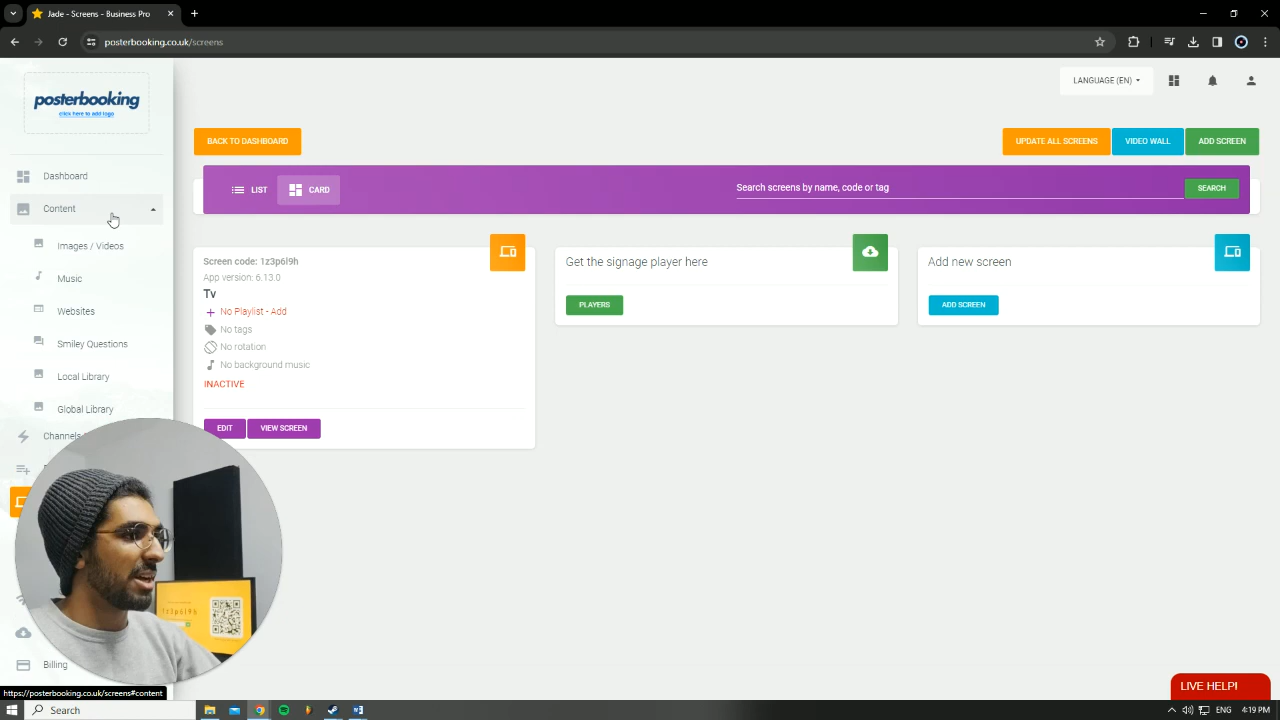 Jade - Screens - Business Pro
posterbooking.co.uk/screens
posterbooking
click here to add logo
LANGUAGE (EN)
Dashboard
Content
Images / Videos
Music
Websites
Smiley Questions
Local Library
Global Library
Channels
Billing
BACK TO DASHBOARD
UPDATE ALL SCREENS
VIDEO WALL
ADD SCREEN
LIST
CARD
Search screens by name, code or tag
SEARCH
Screen code: 1z3p6l9h
App version: 6.13.0
Tv
No Playlist - Add
No tags
No rotation
No background music
INACTIVE
EDIT
VIEW SCREEN
Get the signage player here
PLAYERS
Add new screen
ADD SCREEN
1z3p6l9h
LIVE HELP!
https://posterbooking.co.uk/screens#content
Search
ENG
4:19 PM